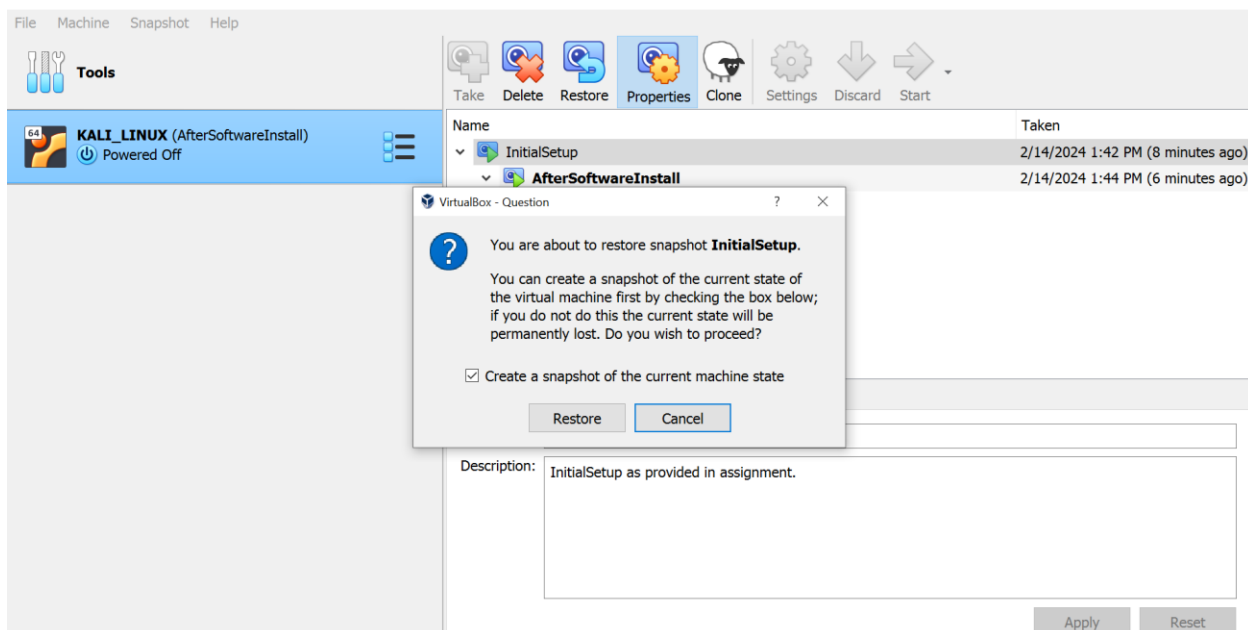 File Machine Snapshot Help
Tools
Take Delete Restore Properties Clone Settings Discard Start
64
KALI_LINUX (AfterSoftwareInstall)
Powered Off
Name Taken
InitialSetup 2/14/2024 1:42 PM (8 minutes ago)
AfterSoftwareInstall 2/14/2024 1:44 PM (6 minutes ago)
VirtualBox - Question ? ×
?
You are about to restore snapshot InitialSetup.
You can create a snapshot of the current state of
the virtual machine first by checking the box below;
if you do not do this the current state will be
permanently lost. Do you wish to proceed?
Create a snapshot of the current machine state
Restore Cancel
Description: InitialSetup as provided in assignment.
Apply Reset